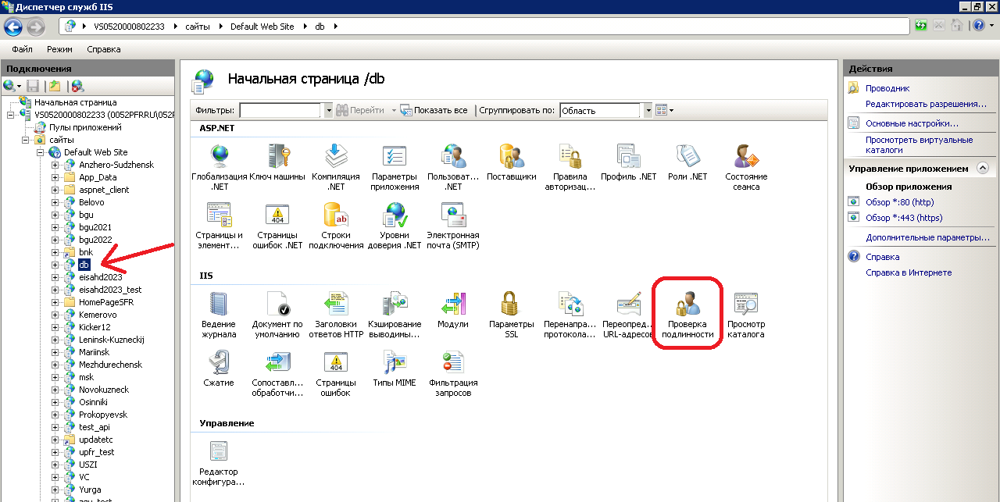 Диспетчер служб IIS
VS0520000802233 сайты Default Web Site db
Файл Режим Справка
Подключения
Начальная страница
VS0520000802233 (0052PFRRU\052F
Пулы приложений
сайты
Default Web Site
Anzhero-Sudzhensk
App_Data
aspnet_client
Belovo
bgu
bgu2021
bgu2022
bnk
db
eisahd2023
eisahd2023_test
HomePageSFR
Kemerovo
Kicker12
Leninsk-Kuzneckij
Mariinsk
Mezhdurechensk
msk
Novokuzneck
Osinniki
Prokopyevsk
test_api
updatetc
upfr_test
USZI
VC
Yurga
Начальная страница /db
Фильтры: Перейти Показать все Сгруппировать по: Область
ASP.NET
Глобализация .NET
Ключ машины
Компиляция .NET
Параметры приложения
Пользоват... .NET
Поставщики
Правила авторизац...
Профиль .NET
Роли .NET
Состояние сеанса
Страницы и элемент...
404
Страницы ошибок .NET
ab
Строки подключения
Уровни доверия .NET
Электронная почта (SMTP)
IIS
Ведение журнала
Документ по умолчанию
Заголовки ответов HTTP
Кэширование выводимы...
Модули
Параметры SSL
Перенапра... протокола...
Переопред... URL-адресов
Проверка подлинности
Просмотр каталога
Сжатие
Сопоставл... обработчи...
404
Страницы ошибок
Типы MIME
Фильтрация запросов
Управление
Редактор конфигура...
Действия
Проводник
Редактировать разрешения...
Основные настройки...
Просмотреть виртуальные
каталоги
Управление приложением
Обзор приложения
Обзор *:80 (http)
Обзор *:443 (https)
Дополнительные параметры...
Справка
Справка в Интернете